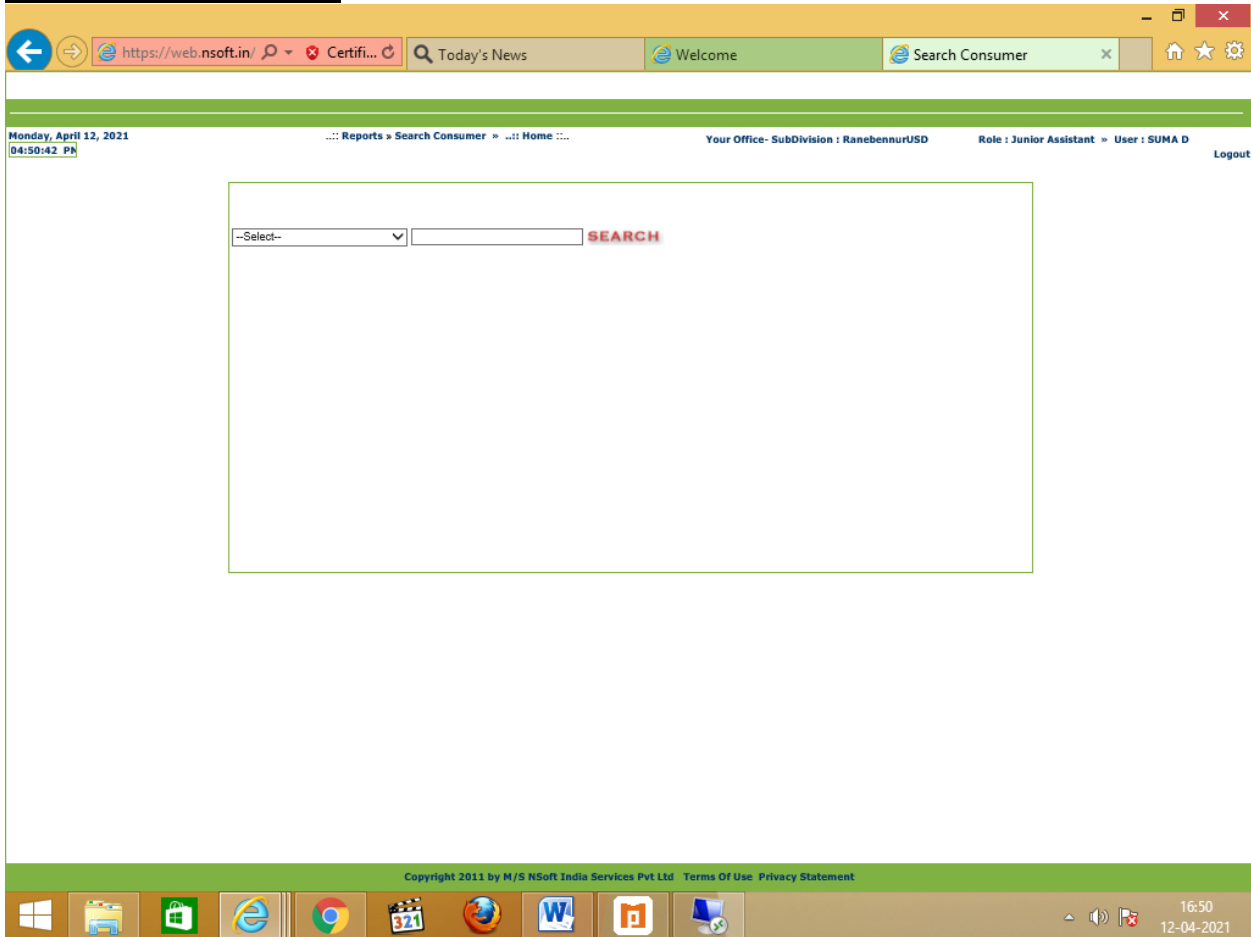 https://web.nsoft.in/ Certifi... Today's News Welcome Search Consumer
Monday, April 12, 2021 ..:: Reports » Search Consumer » ..:: Home ::.. Your Office- SubDivision : RanebennurUSD Role : Junior Assistant » User : SUMA D
04:50:42 PM
Logout
--Select-- SEARCH
Copyright 2011 by M/S NSoft India Services Pvt Ltd Terms Of Use Privacy Statement
321
W
16:50
12-04-2021